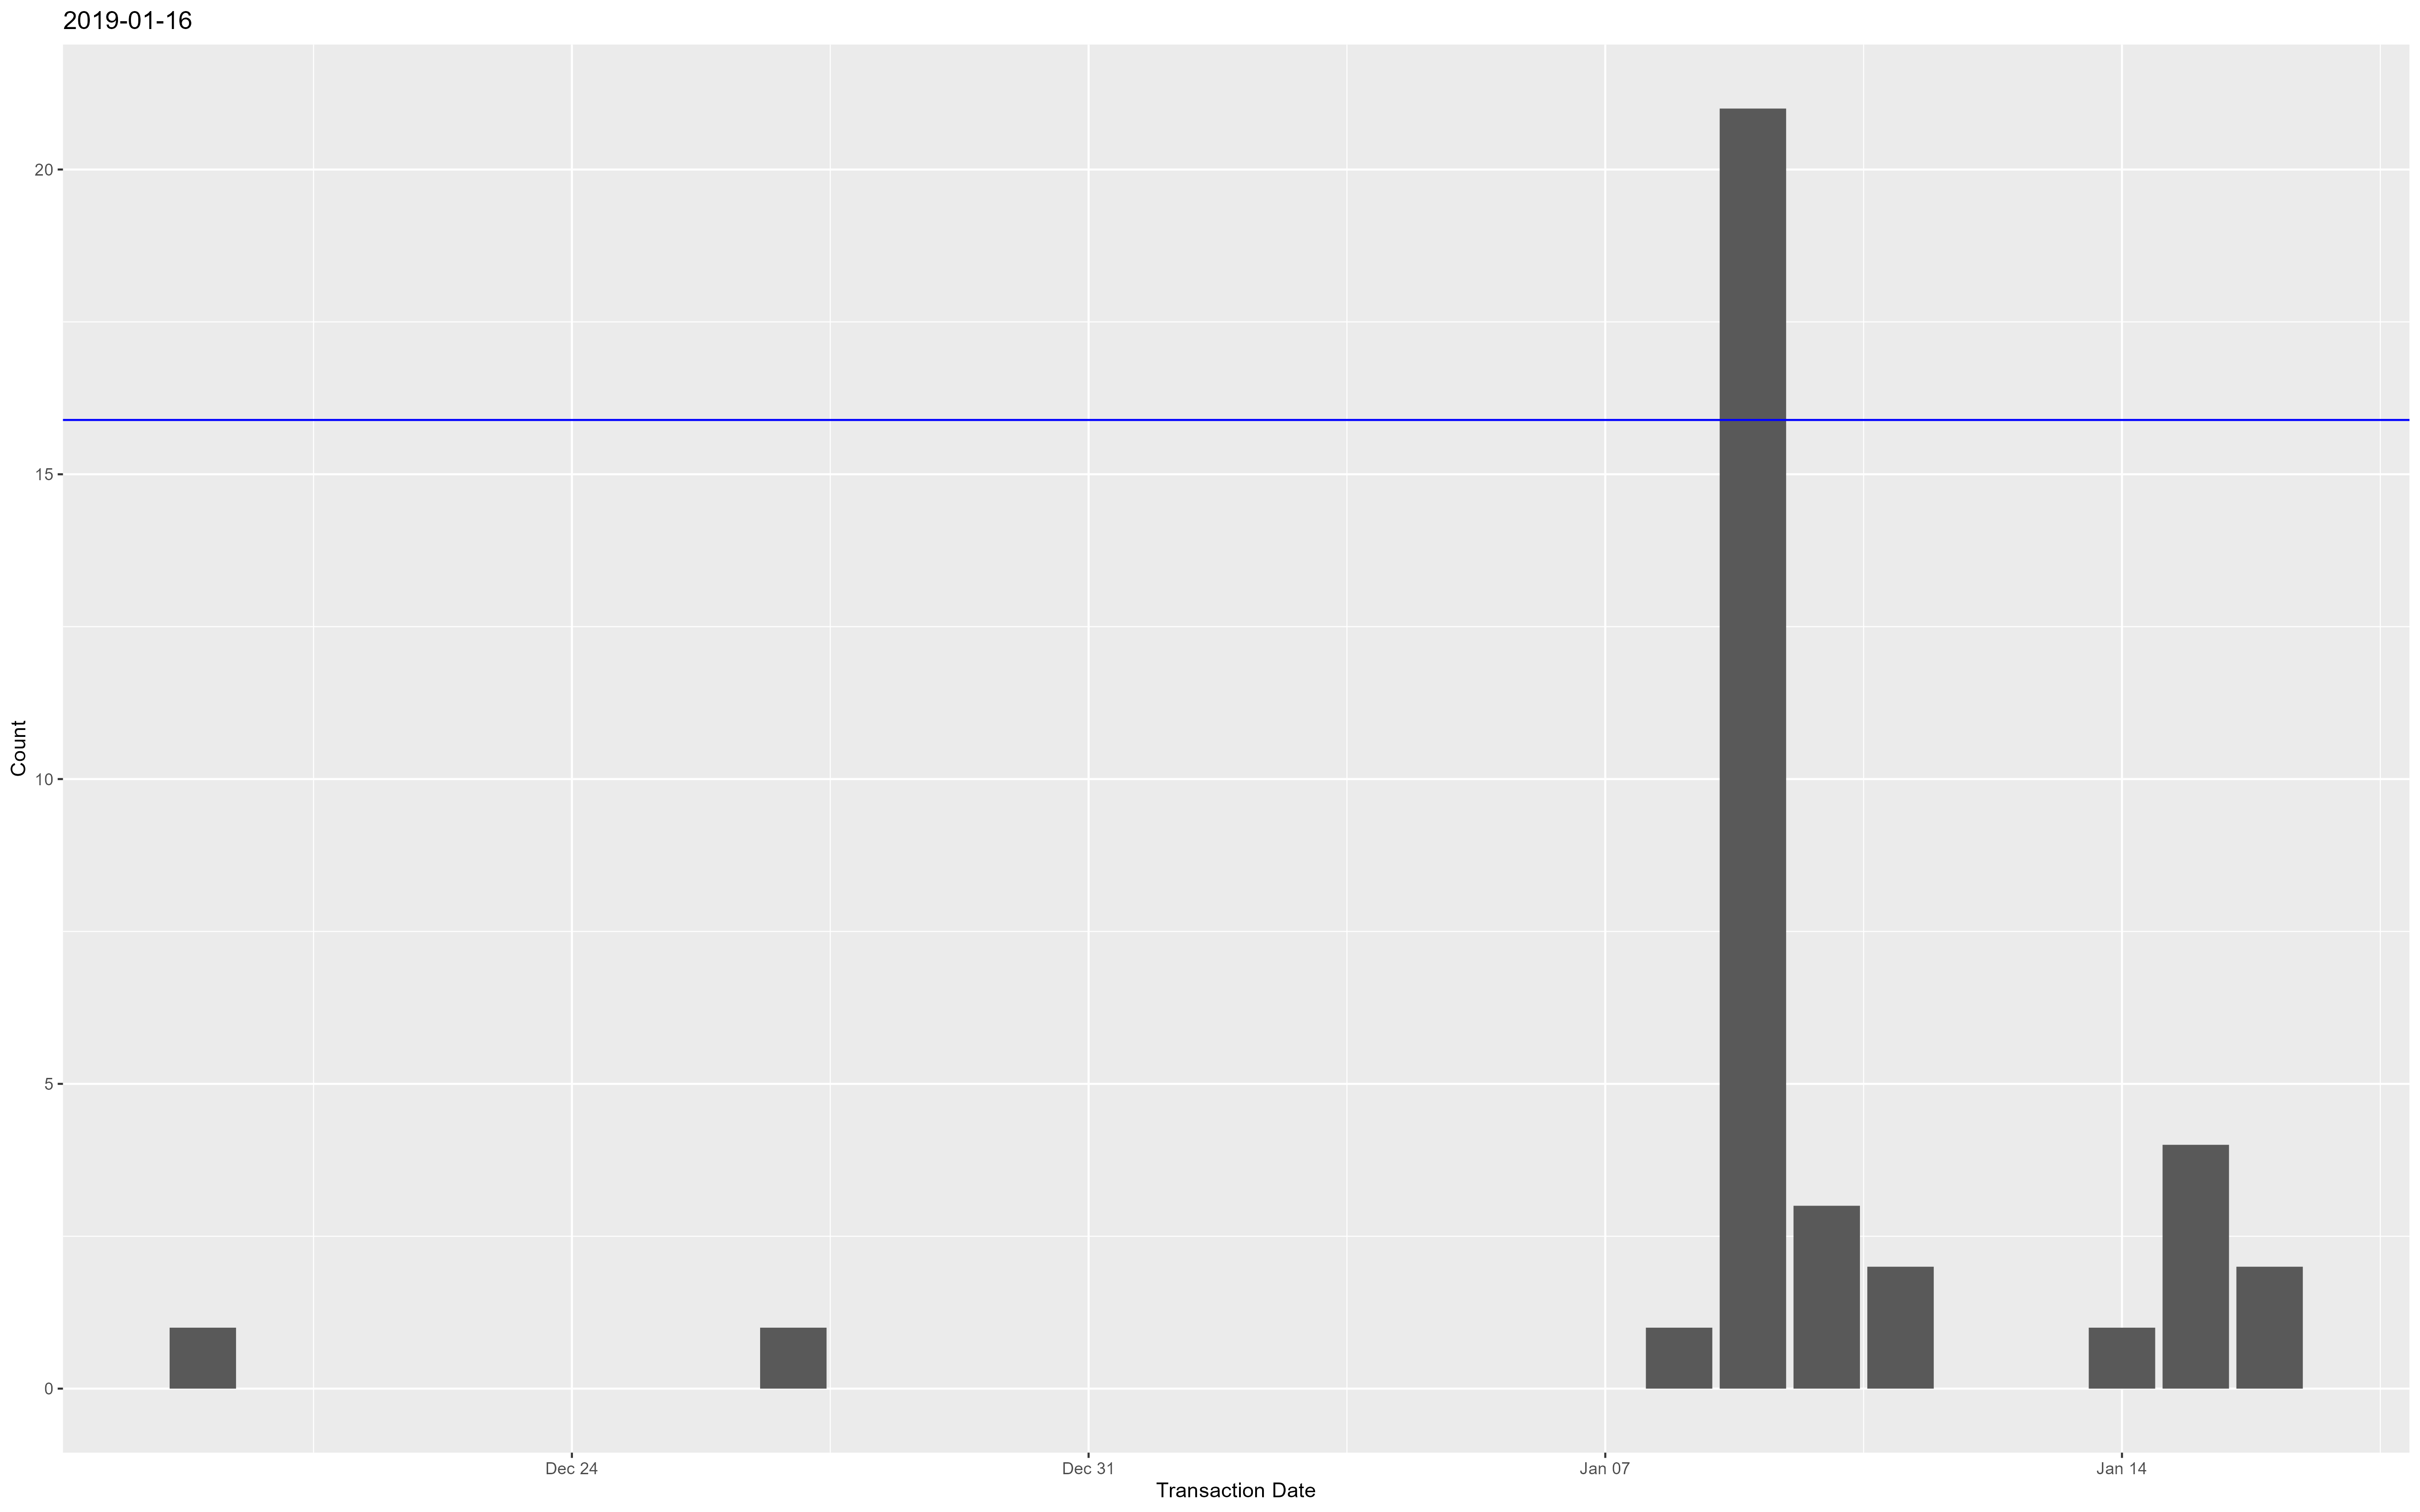 2019-01-16
20
15
10
5
0
Count
Dec 24
Dec 31
Jan 07
Jan 14
Transaction Date